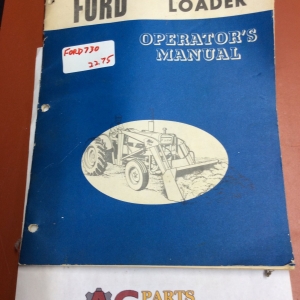 FORD
LOADER
OPERATOR'S
MANUAL
FORD 730
2275
PARTS